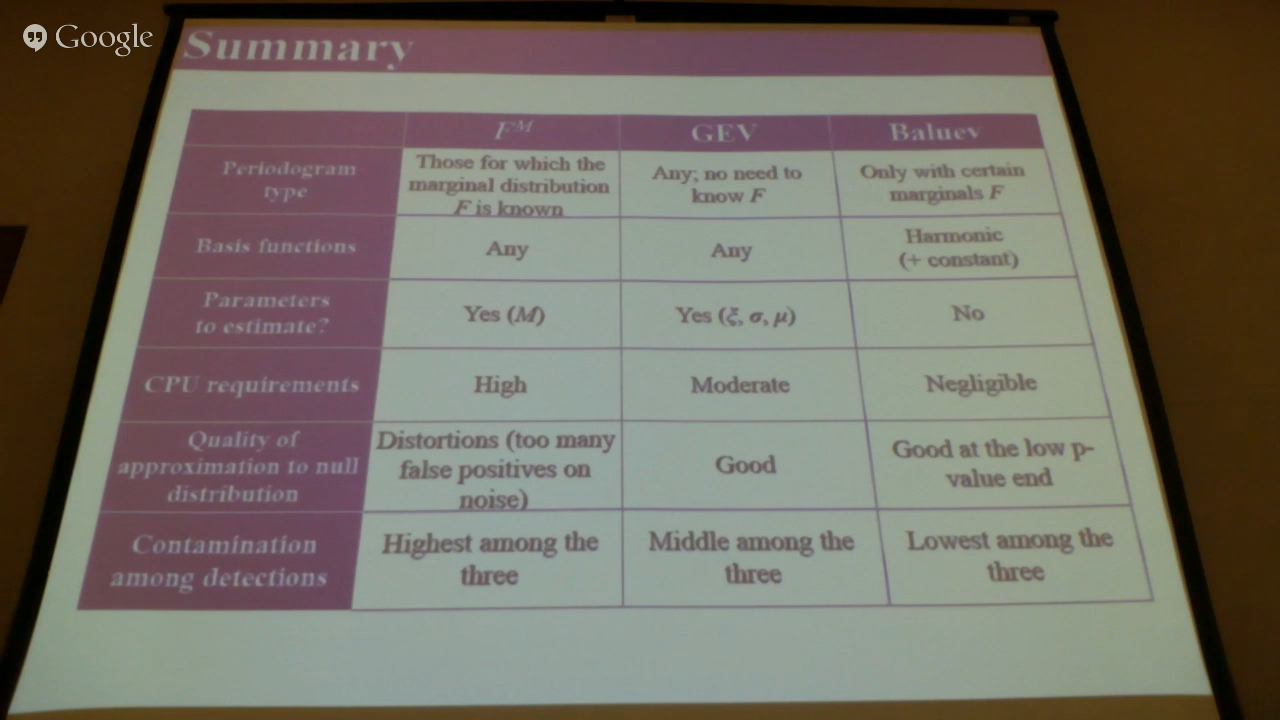 Google
Summary
F^M
GEV
Baluev
Periodogram
type
Those for which the
marginal distribution
F is known
Any; no need to
know F
Only with certain
marginals F
Basis functions
Any
Any
Harmonic
(+ constant)
Parameters
to estimate?
Yes (M)
Yes (ξ, σ, μ)
No
CPU requirements
High
Moderate
Negligible
Quality of
approximation to null
distribution
Distortions (too many
false positives on
noise)
Good
Good at the low p-
value end
Contamination
among detections
Highest among the
three
Middle among the
three
Lowest among the
three